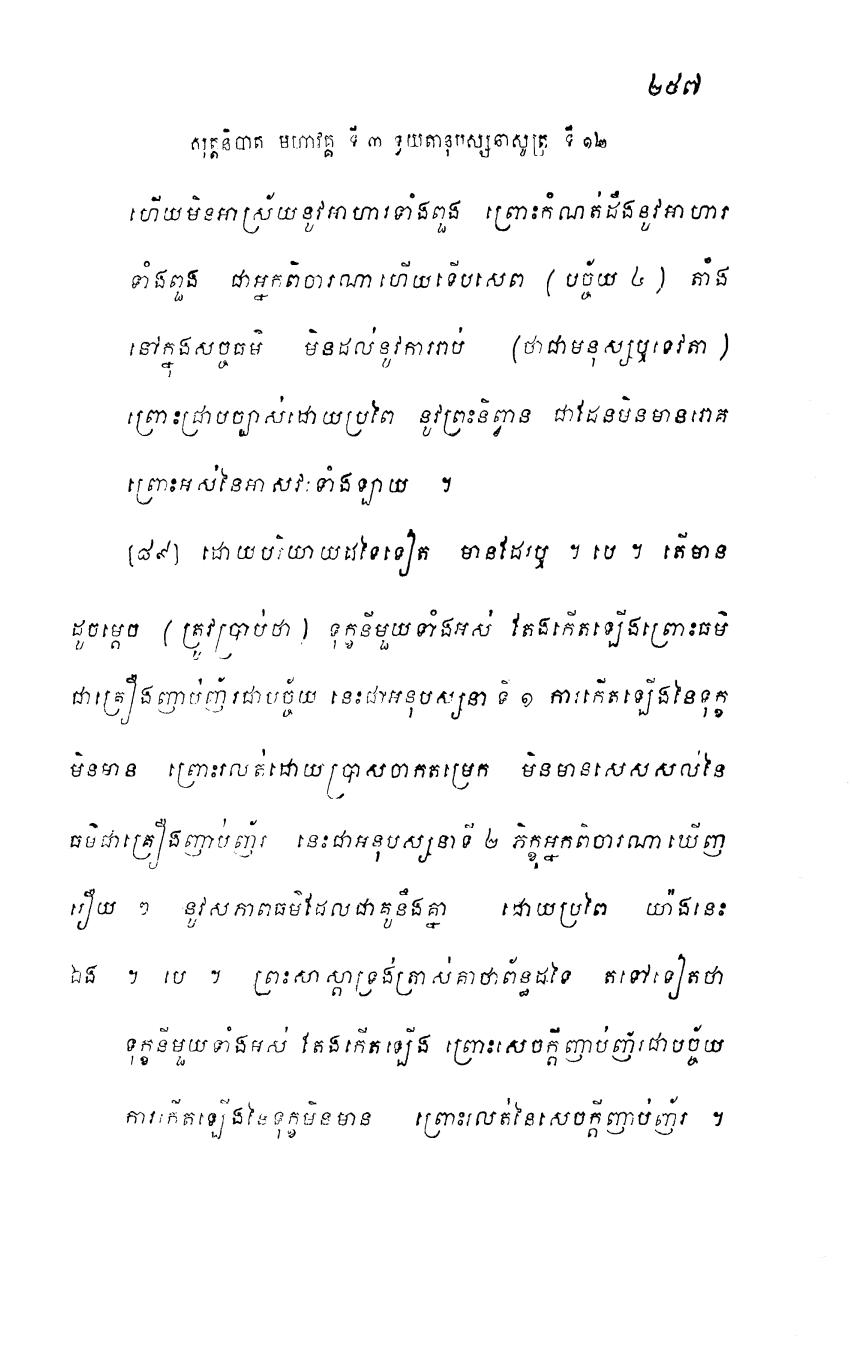 ២៥៧
សុត្តនិបាត មហាវគ្គ ទី ៣ ទ្វយតានុបស្សនាសូត្រ ទី ១២
ហើយមិនអាស្រ័យនូវអាហារទាំងពួង ព្រោះកំណត់ដឹងនូវអាហារ
ទាំងពួង ជាអ្នកពិចារណាហើយទើបសេព ( បច្ច័យ ៤ ) តាំង
នៅក្នុងសច្ចធម៌ មិនដល់នូវការរាប់ (ថាជាមនុស្សឬទេវតា )
ព្រោះជ្រាបច្បាស់ដោយប្រពៃ នូវព្រះនិព្វាន ជាដែនមិនមានរោគ
ព្រោះអស់នៃអាសវៈទាំងឡាយ ។
[៨៩] ដោយបរិយាយដទៃទៀត មានដែរឬ ។ បេ ។ តើមាន
ដូចម្តេច ( ត្រូវប្រាប់ថា ) ទុក្ខនីមួយទាំងអស់ តែងកើតឡើងព្រោះធម៌
ជាគ្រឿងញាប់ញ័រជាបច្ច័យ នេះជាអនុបស្សនា ទី ១ ការកើតឡើងនៃទុក្ខ
មិនមាន ព្រោះរលត់ដោយប្រាសចាកតម្រេក មិនមានសេសសល់នៃ
ធម៌ជាគ្រឿងញាប់ញ័រ នេះជាអនុបស្សនាទី ២ ភិក្ខុអ្នកពិចារណាឃើញ
រឿយ ៗ នូវសភាពធម៌ដែលជាគូនឹងគ្នា ដោយប្រពៃ យ៉ាងនេះ
ឯង ។ បេ ។ ព្រះសាស្តាទ្រង់ត្រាស់គាថាព័ន្ធដទៃ តទៅទៀតថា
ទុក្ខនីមួយទាំងអស់ តែងកើតឡើង ព្រោះសេចក្តីញាប់ញ័រជាបច្ច័យ
ការកើតឡើងនៃទុក្ខមិនមាន ព្រោះរលត់នៃសេចក្តីញាប់ញ័រ ។